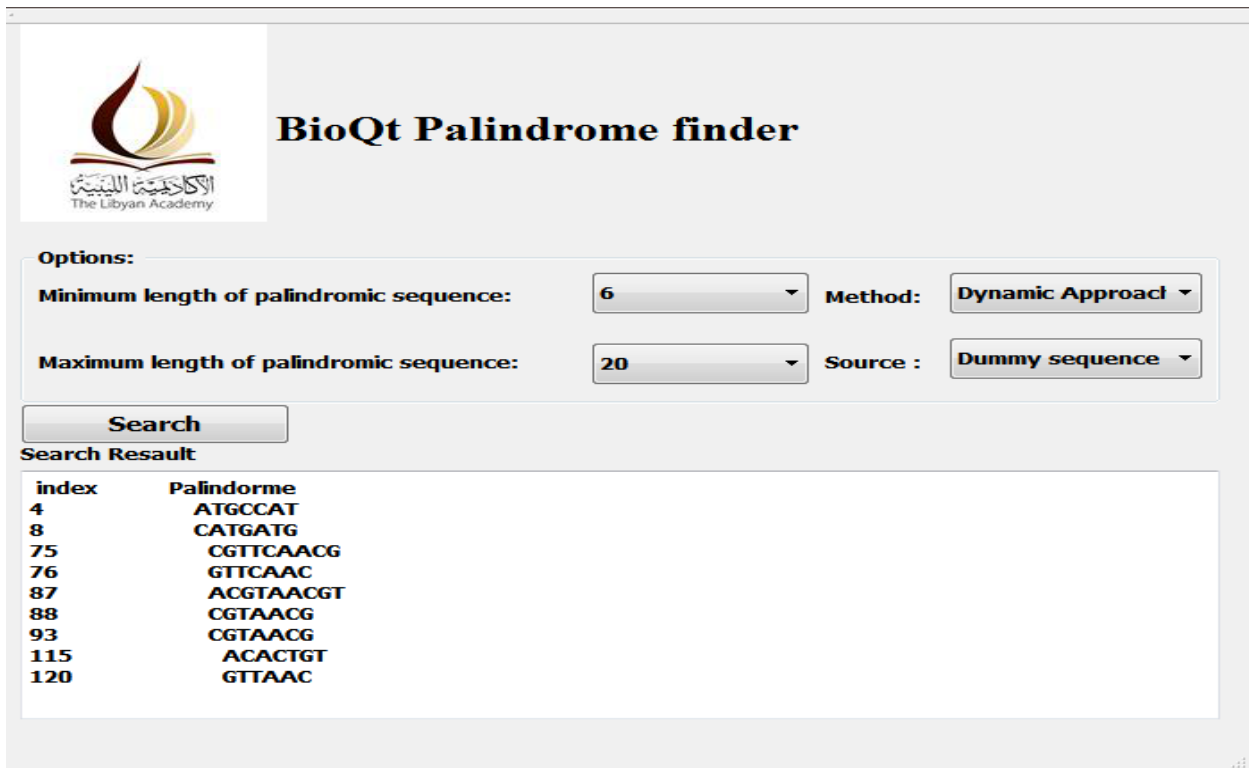 الأكاديمية الليبية
The Libyan Academy
BioQt Palindrome finder
Options:
Minimum length of palindromic sequence: 6 Method: Dynamic Approacl
Maximum length of palindromic sequence: 20 Source : Dummy sequence
Search
Search Resault
index Palindorme
4 ATGCCAT
8 CATGATG
75 CGTTCAACG
76 GTTCAAC
87 ACGTAACGT
88 CGTAACG
93 CGTAACG
115 ACACTGT
120 GTTAAC